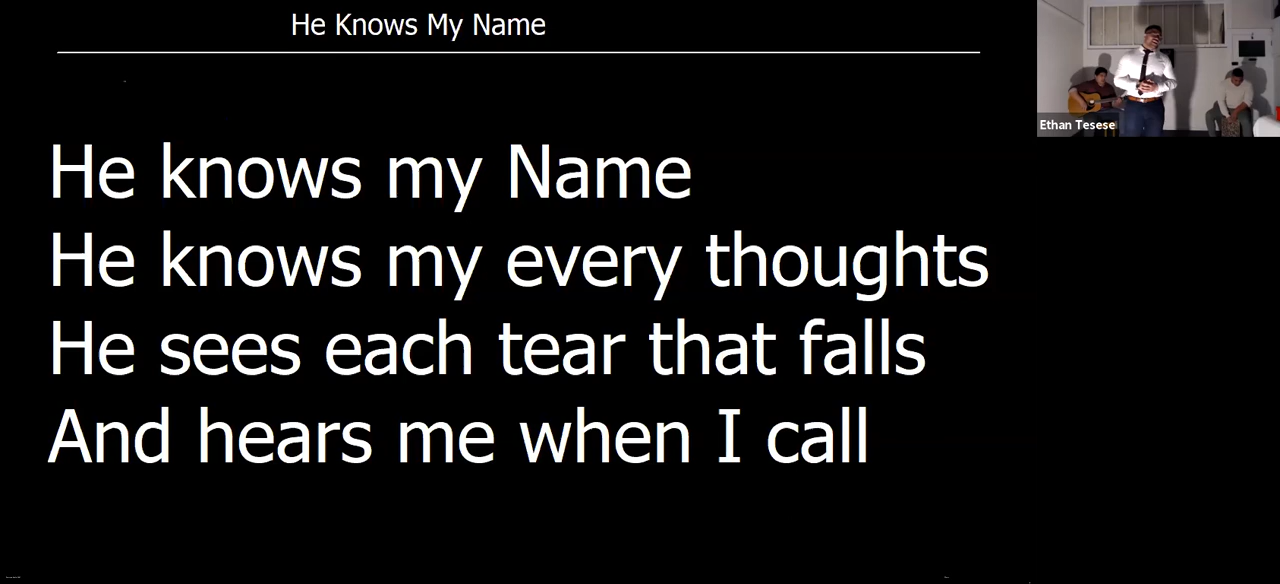 He Knows My Name
Ethan Tesese
He knows my Name
He knows my every thoughts
He sees each tear that falls
And hears me when I call